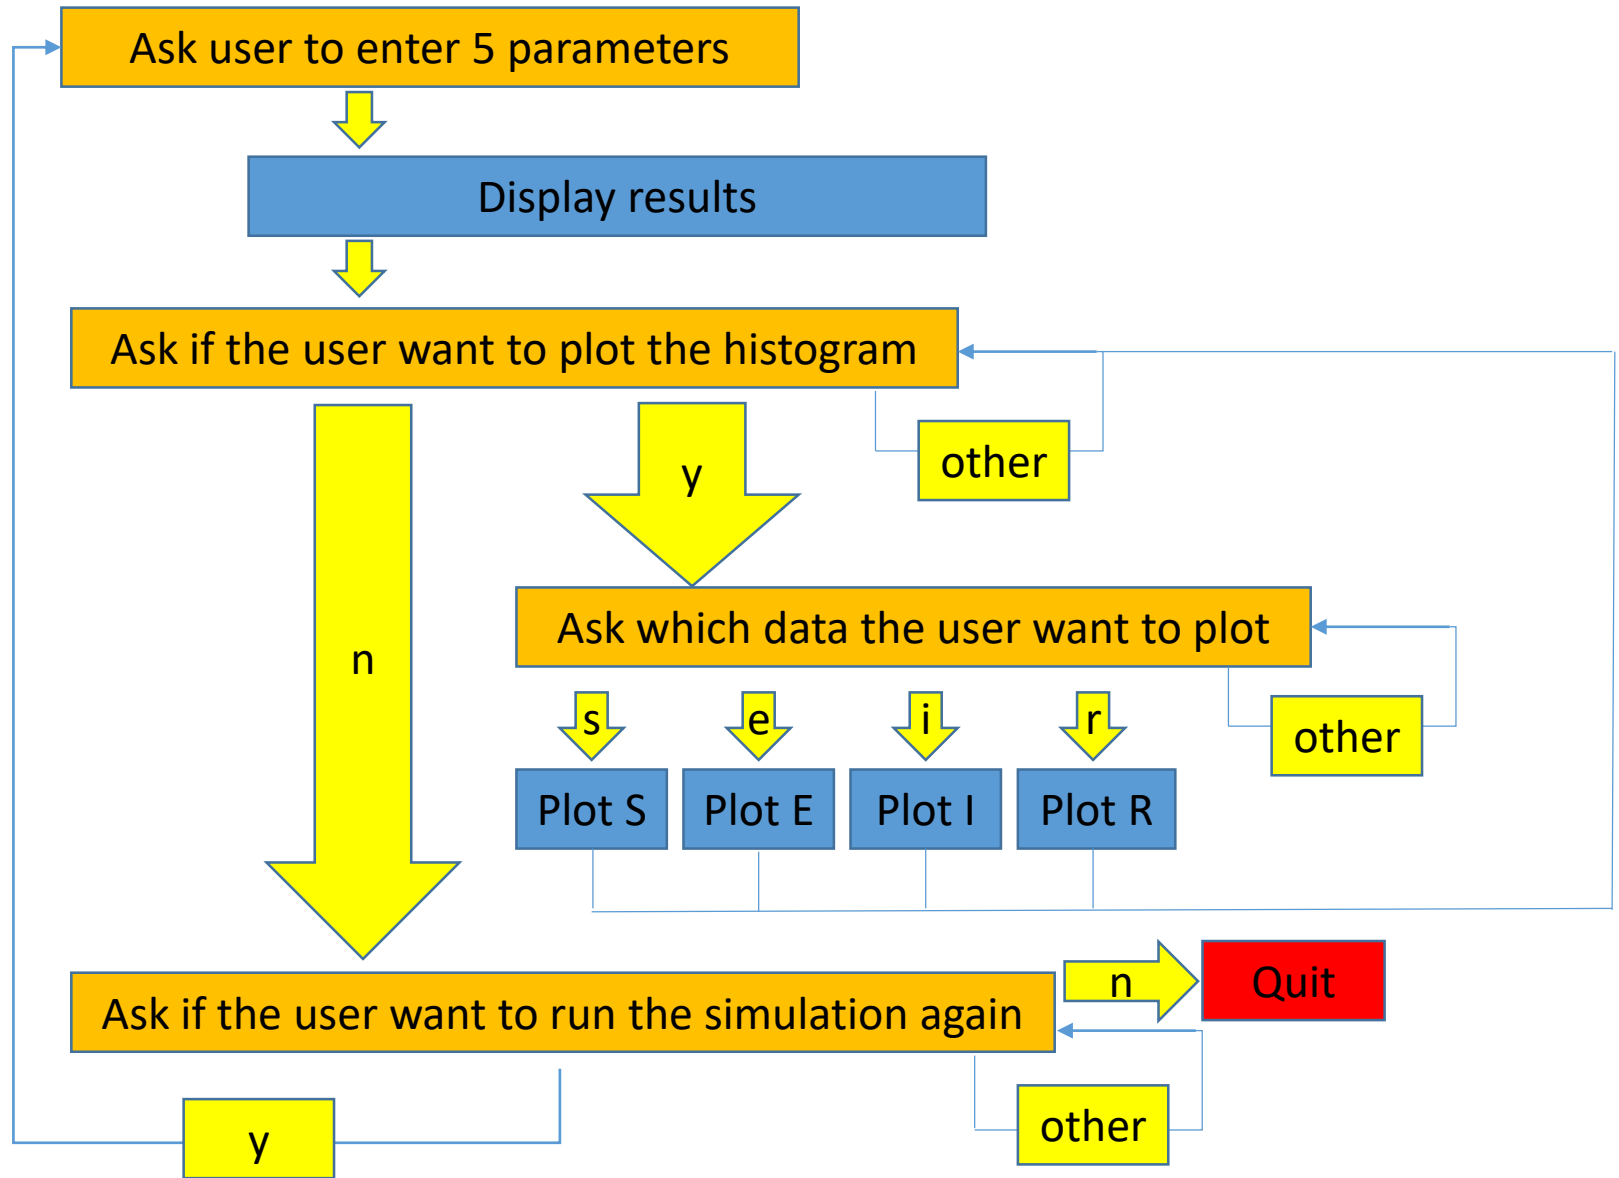 Ask user to enter 5 parameters
Display results
Ask if the user want to plot the histogram
other
y
n
Ask which data the user want to plot
other
s
e
i
r
Plot S
Plot E
Plot I
Plot R
Ask if the user want to run the simulation again
n
Quit
other
y